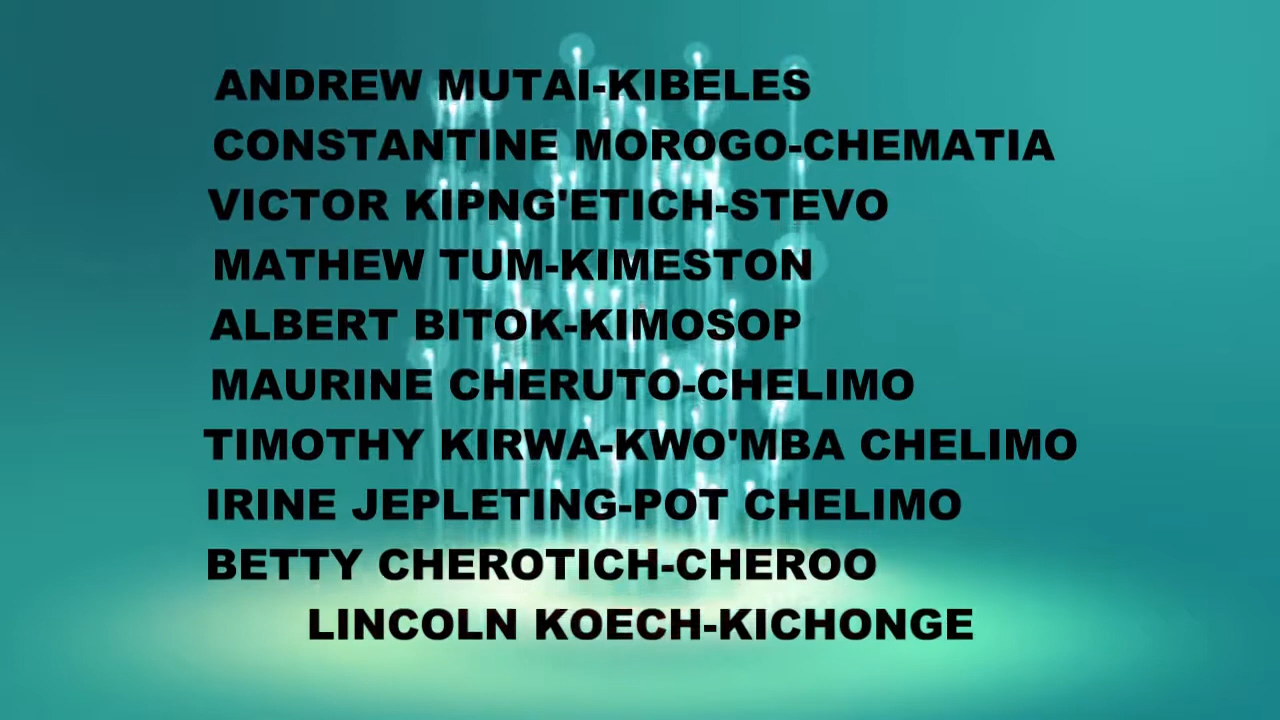 ANDREW MUTAI-KIBELES
CONSTANTINE MOROGO-CHEMATIA
VICTOR KIPNG'ETICH-STEVO
MATHEW TUM-KIMESTON
ALBERT BITOK-KIMOSOP
MAURINE CHERUTO-CHELIMO
TIMOTHY KIRWA-KWO'MBA CHELIMO
IRINE JEPLETING-POT CHELIMO
BETTY CHEROTICH-CHEROO
LINCOLN KOECH-KICHONGE